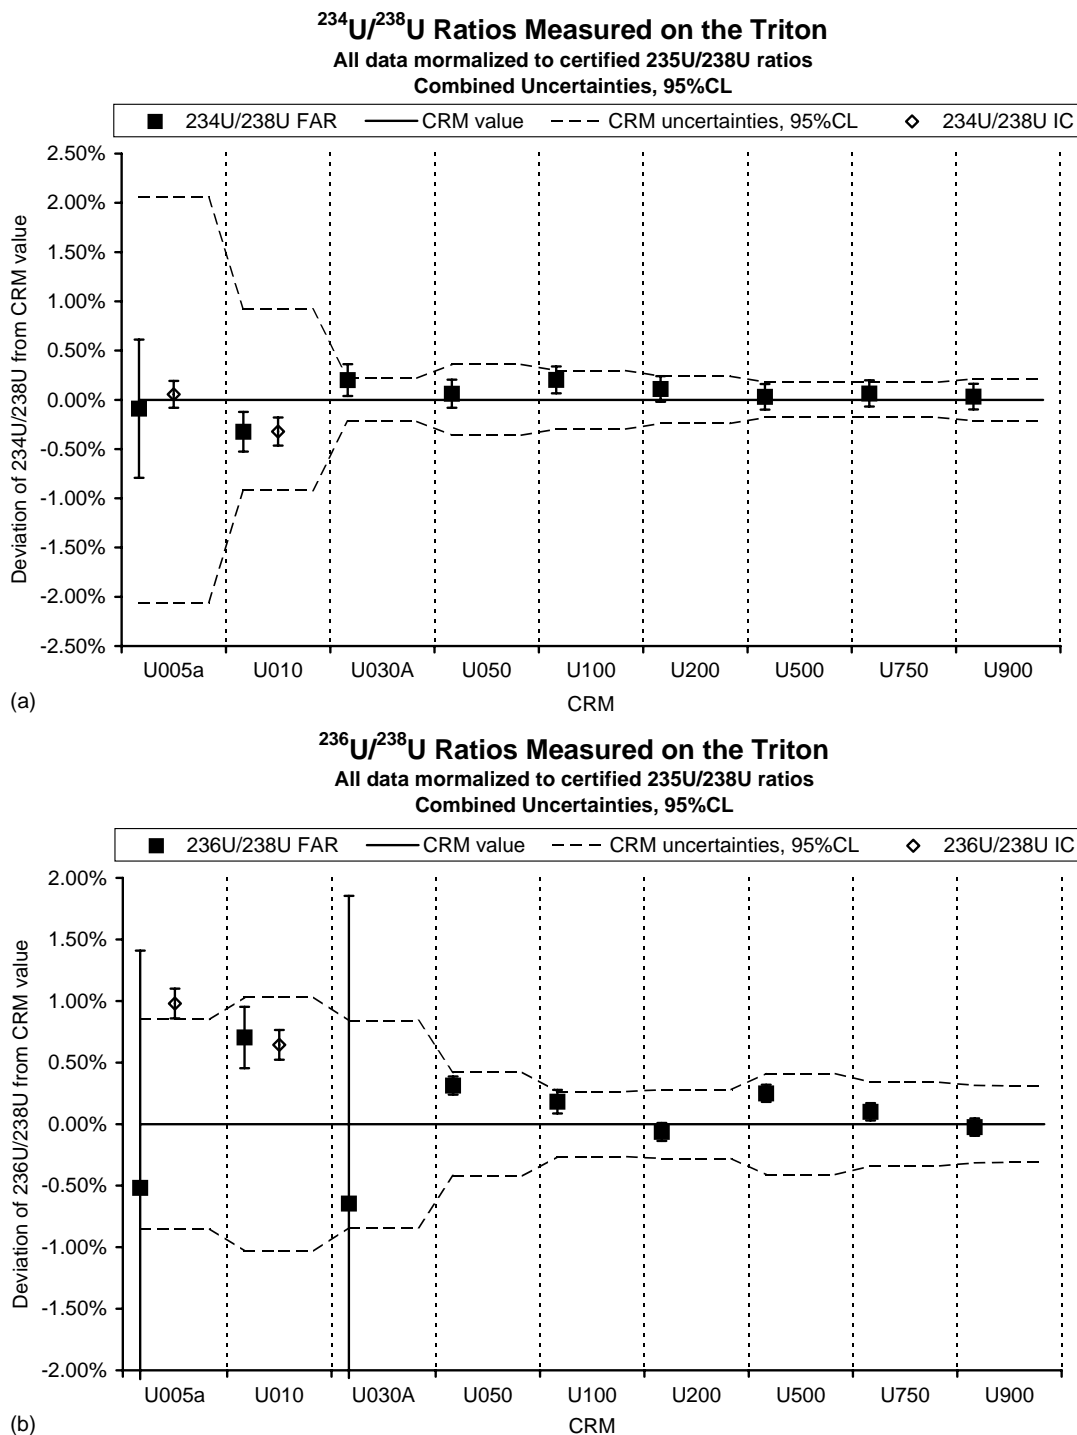 ²³⁴U/²³⁸U Ratios Measured on the Triton
All data mormalized to certified 235U/238U ratios
Combined Uncertainties, 95%CL
234U/238U FAR CRM value CRM uncertainties, 95%CL 234U/238U IC
2.50%
2.00%
1.50%
1.00%
0.50%
0.00%
-0.50%
-1.00%
-1.50%
-2.00%
-2.50%
Deviation of 234U/238U from CRM value
U005a U010 U030A U050 U100 U200 U500 U750 U900
CRM
(a)
²³⁶U/²³⁸U Ratios Measured on the Triton
All data mormalized to certified 235U/238U ratios
Combined Uncertainties, 95%CL
236U/238U FAR CRM value CRM uncertainties, 95%CL 236U/238U IC
2.00%
1.50%
1.00%
0.50%
0.00%
-0.50%
-1.00%
-1.50%
-2.00%
Deviation of 236U/238U from CRM value
U005a U010 U030A U050 U100 U200 U500 U750 U900
CRM
(b)